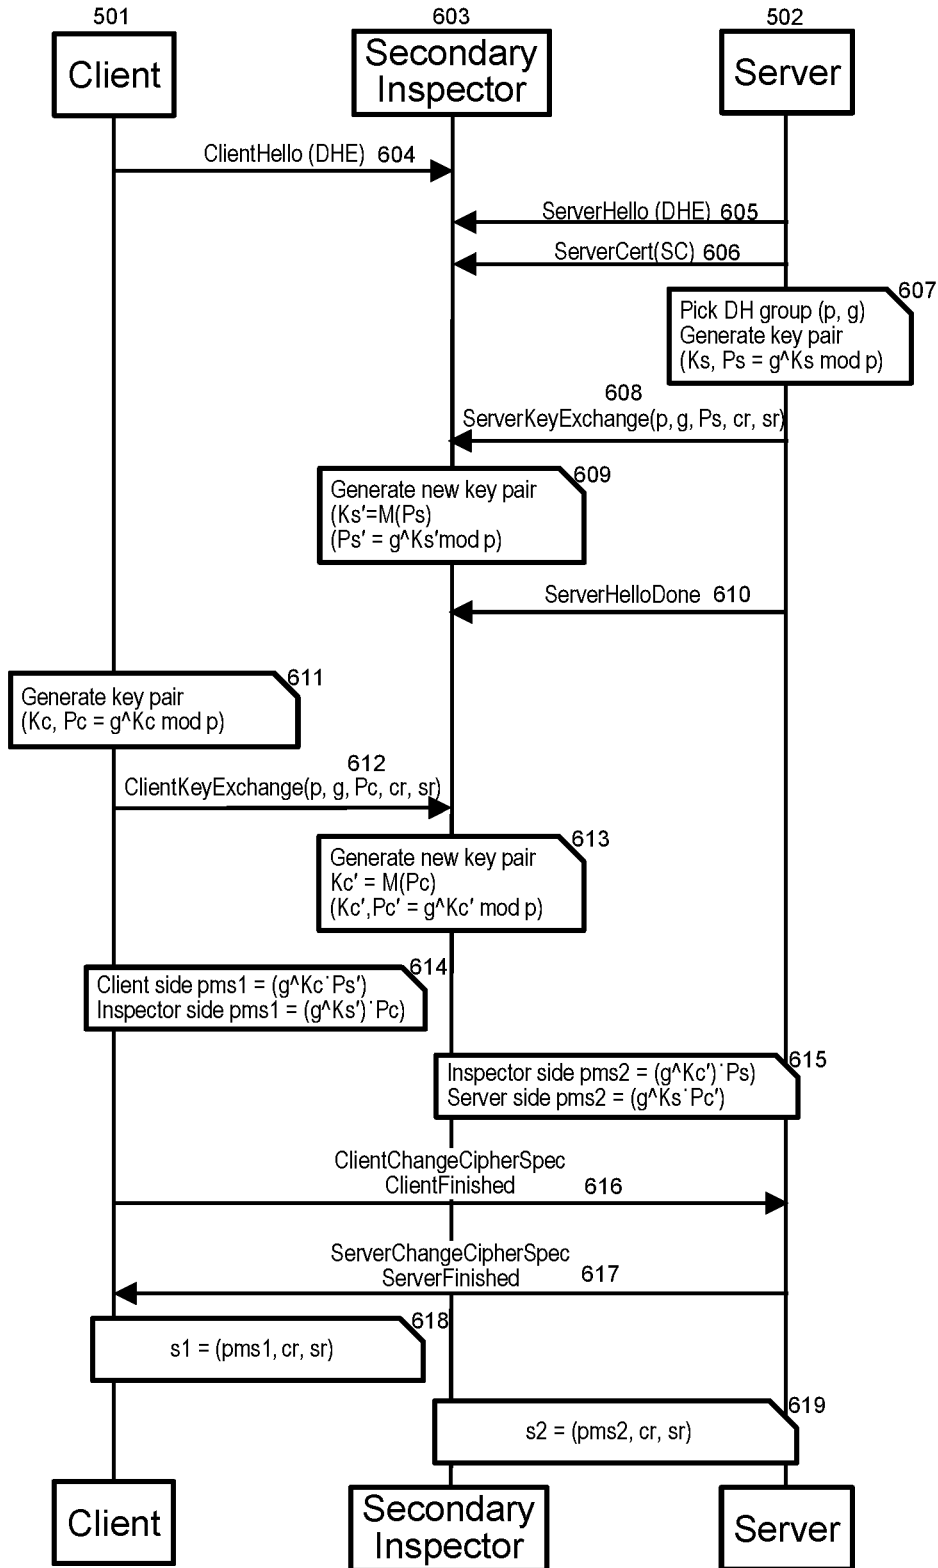 501
603
502
Client
Secondary
Inspector
Server
ClientHello (DHE) 604
ServerHello (DHE) 605
ServerCert(SC) 606
607
Pick DH group (p, g)
Generate key pair
(Ks, Ps = g^Ks mod p)
608
ServerKeyExchange(p, g, Ps, cr, sr)
609
Generate new key pair
(Ks'=M(Ps)
(Ps' = g^Ks'mod p)
ServerHelloDone 610
611
Generate key pair
(Kc, Pc = g^Kc mod p)
612
ClientKeyExchange(p, g, Pc, cr, sr)
613
Generate new key pair
Kc' = M(Pc)
(Kc',Pc' = g^Kc' mod p)
614
Client side pms1 = (g^Kc˙Ps')
Inspector side pms1 = (g^Ks')˙Pc)
615
Inspector side pms2 = (g^Kc')˙Ps)
Server side pms2 = (g^Ks˙Pc')
ClientChangeCipherSpec
ClientFinished 616
ServerChangeCipherSpec
ServerFinished 617
618
s1 = (pms1, cr, sr)
619
s2 = (pms2, cr, sr)
Client
Secondary
Inspector
Server